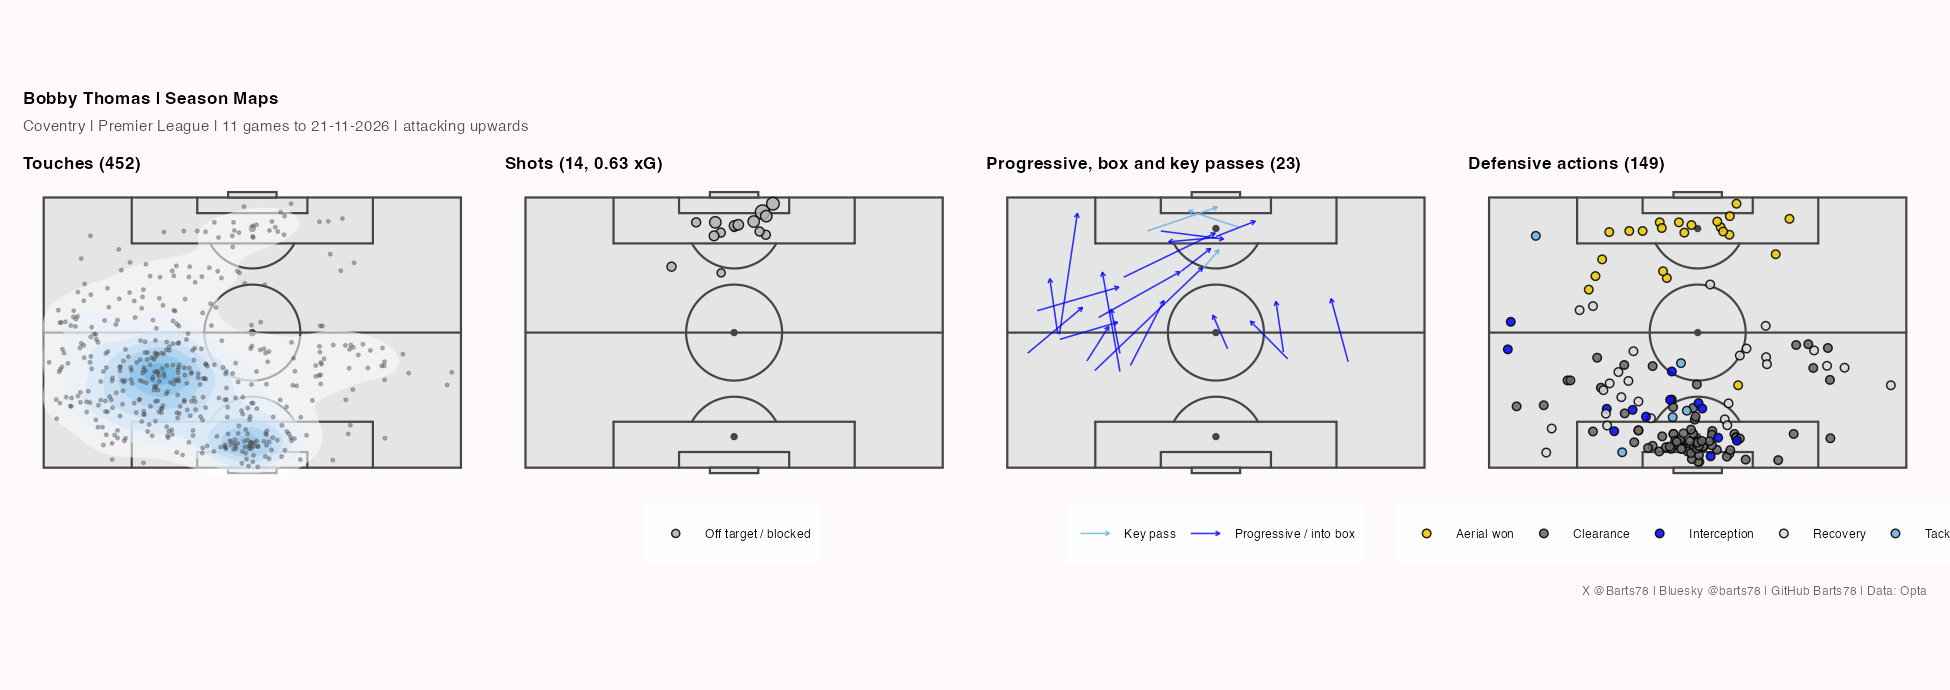 Bobby Thomas | Season Maps
Coventry | Premier League | 11 games to 21-11-2026 | attacking upwards
Touches (452)
Shots (14, 0.63 xG)
Progressive, box and key passes (23)
Defensive actions (149)
Off target / blocked
Key pass
Progressive / into box
Aerial won
Clearance
Interception
Recovery
Tack
X @Barts78 | Bluesky @barts78 | GitHub Barts78 | Data: Opta